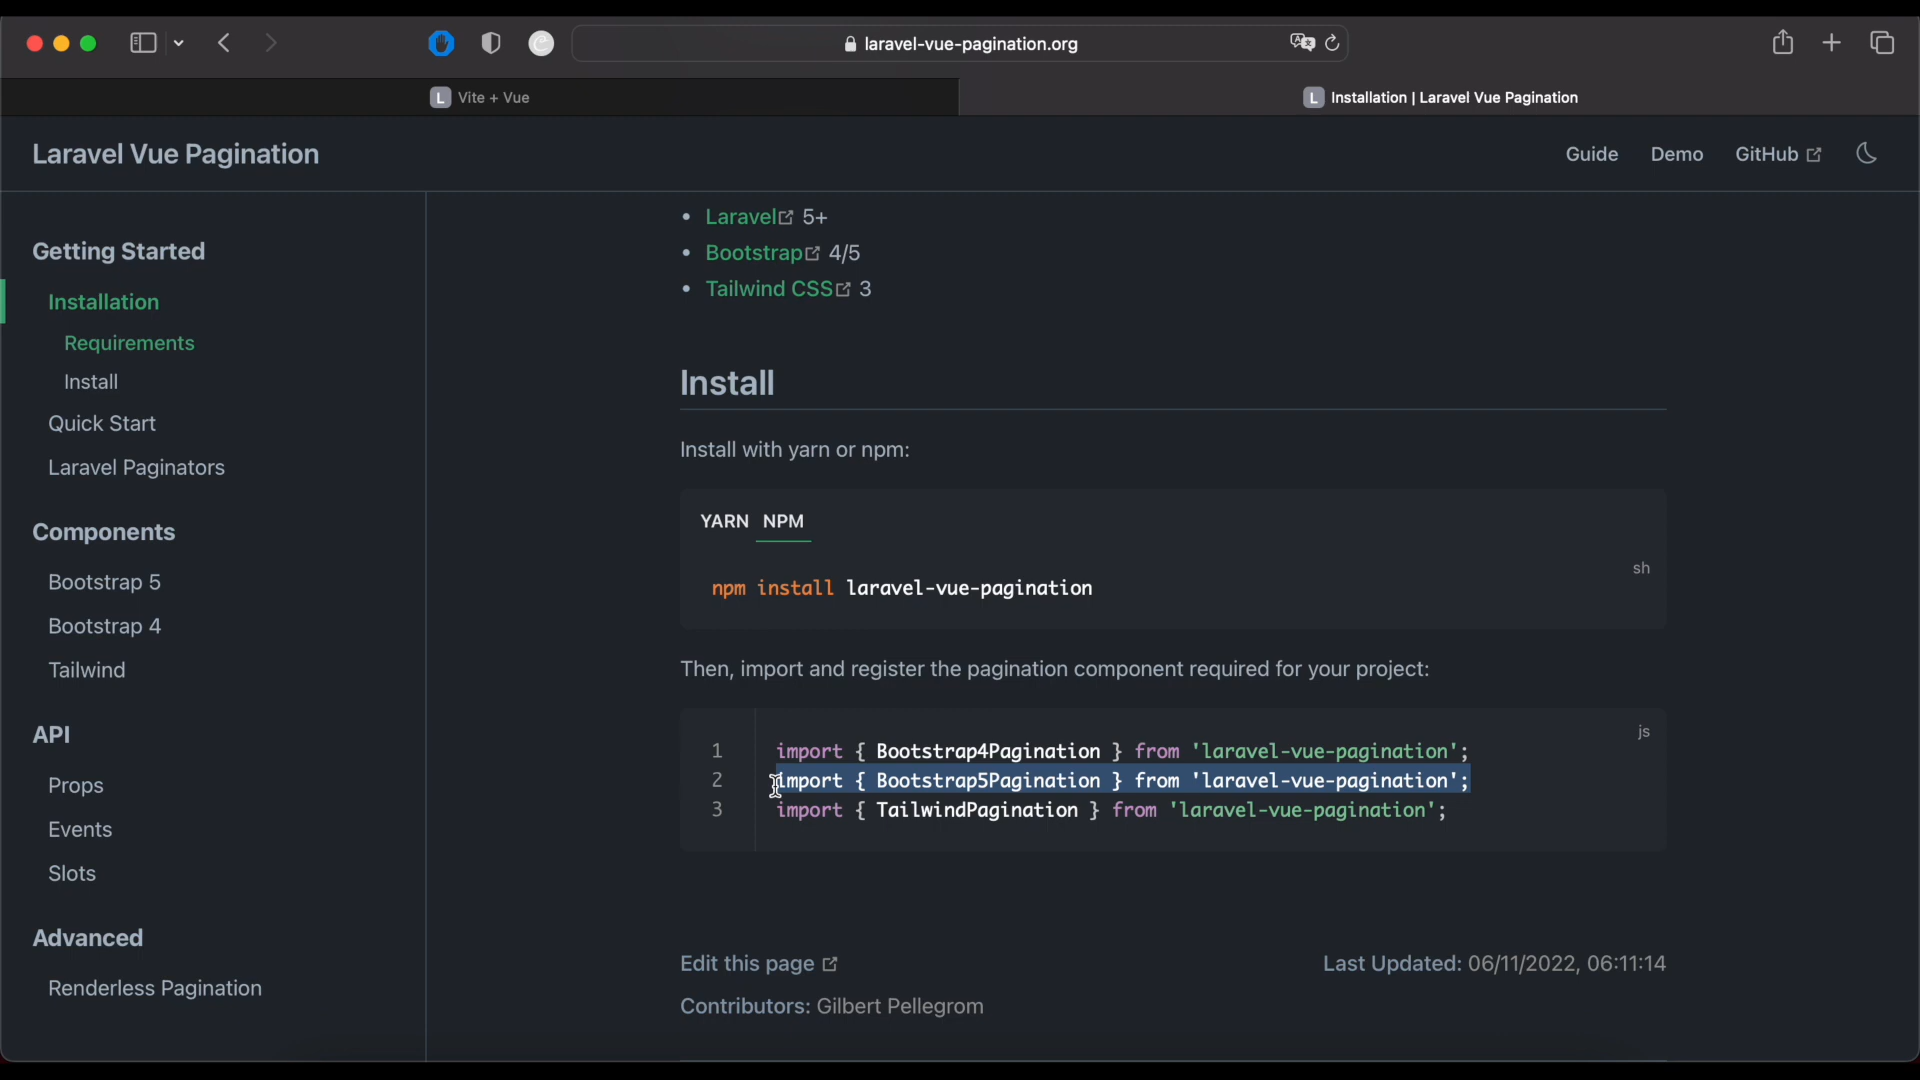 laravel-vue-pagination.org
L Vite + Vue
L Installation | Laravel Vue Pagination
Laravel Vue Pagination
Guide
Demo
GitHub
Getting Started
Installation
Requirements
Install
Quick Start
Laravel Paginators
Components
Bootstrap 5
Bootstrap 4
Tailwind
API
Props
Events
Slots
Advanced
Renderless Pagination
• Laravel 5+
• Bootstrap 4/5
• Tailwind CSS 3
Install
Install with yarn or npm:
YARN NPM
sh
npm install laravel-vue-pagination
Then, import and register the pagination component required for your project:
js
1 import { Bootstrap4Pagination } from 'laravel-vue-pagination';
2 import { Bootstrap5Pagination } from 'laravel-vue-pagination';
3 import { TailwindPagination } from 'laravel-vue-pagination';
Edit this page
Last Updated: 06/11/2022, 06:11:14
Contributors: Gilbert Pellegrom